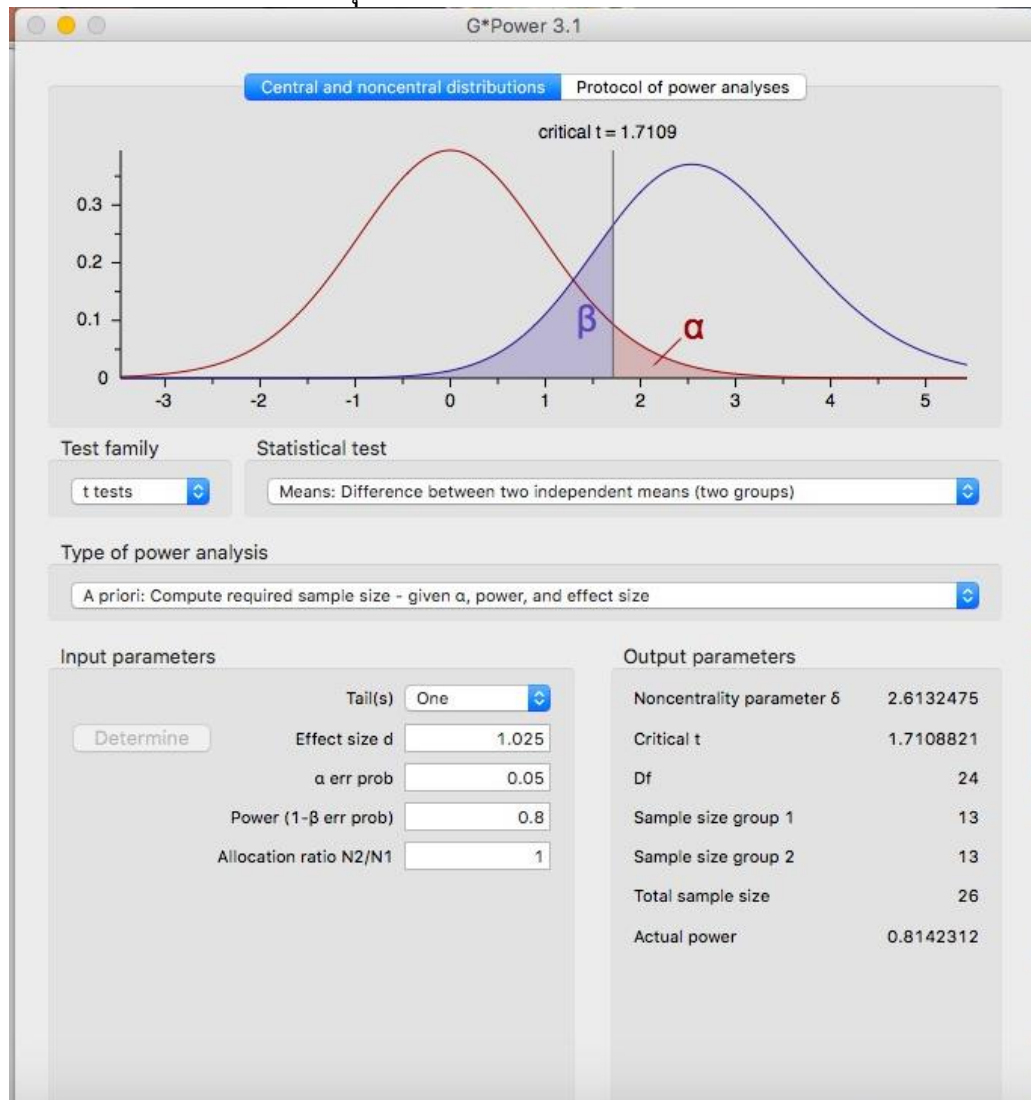 G*Power 3.1
Central and noncentral distributions Protocol of power analyses
critical t = 1.7109
0.3
0.2
0.1
0
β
α
-3 -2 -1 0 1 2 3 4 5
Test family Statistical test
t tests Means: Difference between two independent means (two groups)
Type of power analysis
A priori: Compute required sample size - given α, power, and effect size
Input parameters Output parameters
Tail(s) One Noncentrality parameter δ 2.6132475
Determine Effect size d 1.025 Critical t 1.7108821
α err prob 0.05 Df 24
Power (1-β err prob) 0.8 Sample size group 1 13
Allocation ratio N2/N1 1 Sample size group 2 13
Total sample size 26
Actual power 0.8142312